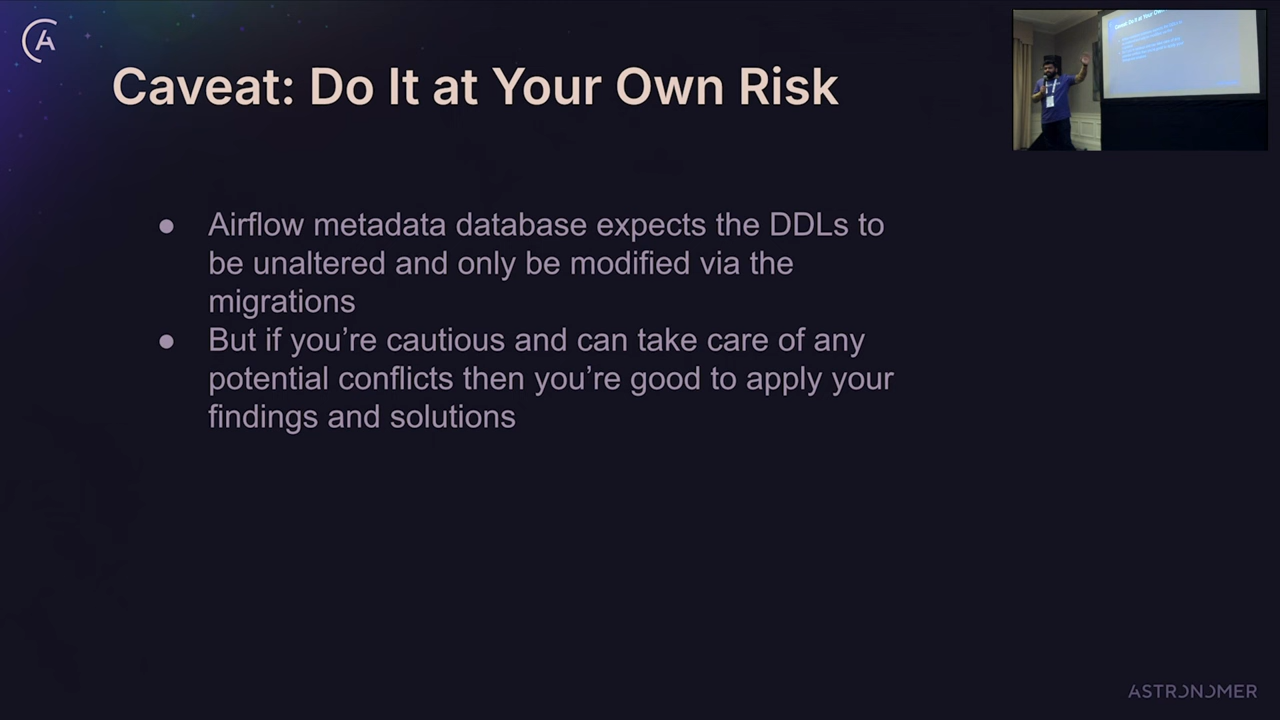 Caveat: Do It at Your Own Risk
● Airflow metadata database expects the DDLs to
be unaltered and only be modified via the
migrations
● But if you’re cautious and can take care of any
potential conflicts then you’re good to apply your
findings and solutions
ASTRONOMER